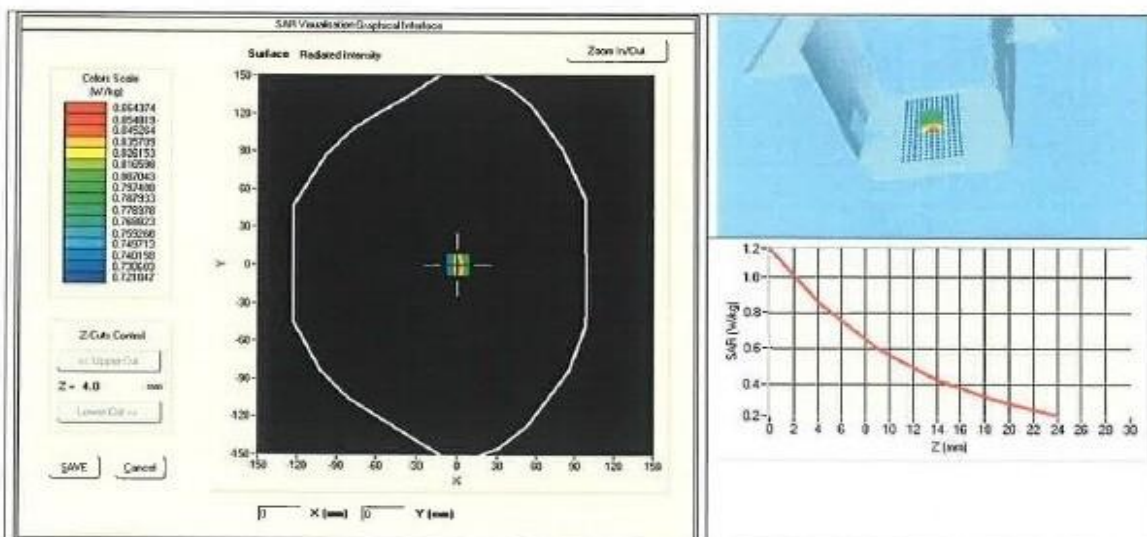 SAR Visualisation Graphical Interface
Surface Radiated Intensity
Zoom In/Out
Colors Scale
(W/kg)
0.864374
0.854819
0.845264
0.835709
0.826153
0.816598
0.807043
0.797488
0.787933
0.778378
0.768823
0.759268
0.749713
0.740158
0.730603
0.721047
Z-Cuts Control
<< Upper Cut
Z = 4.0 mm
Lower Cut >>
SAVE Cancel
150
120
90
60
30
0
-30
-60
-90
-120
-150
Y
-150 -120 -90 -60 -30 0 30 60 90 120 150
X
0 X (mm) 0 Y (mm)
1.2
1.0
0.8
0.6
0.4
0.2
SAR (W/kg)
0 2 4 6 8 10 12 14 16 18 20 22 24 26 28 30
Z (mm)